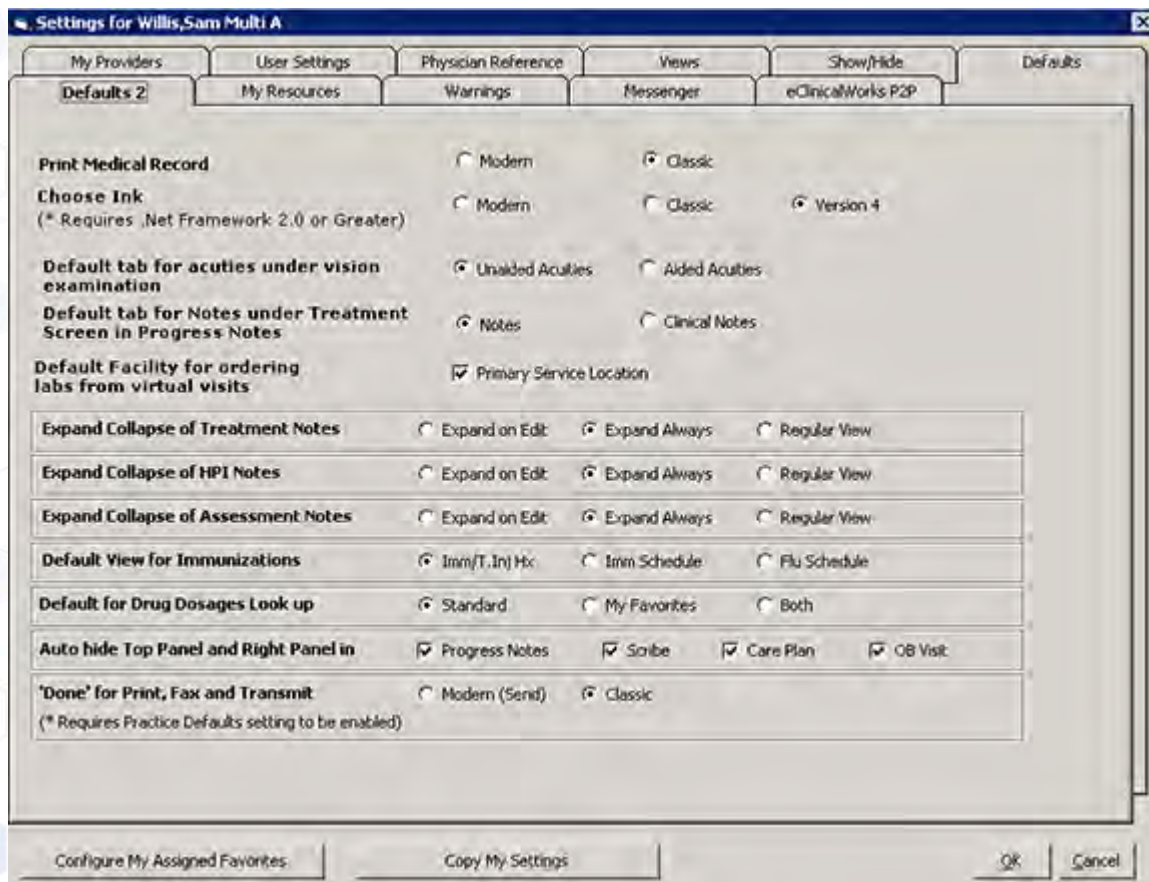 Settings for Willis,Sam Multi A
My Providers User Settings Physician Reference Views Show/Hide Defaults
Defaults 2 My Resources Warnings Messenger eClinicalWorks P2P
Print Medical Record Modern Classic
Choose Ink Modern Classic Version 4
(* Requires .Net Framework 2.0 or Greater)
Default tab for acuties under vision Unaided Acuities Aided Acuities
examination
Default tab for Notes under Treatment Notes Clinical Notes
Screen in Progress Notes
Default Facility for ordering Primary Service Location
labs from virtual visits
Expand Collapse of Treatment Notes Expand on Edit Expand Always Regular View
Expand Collapse of HPI Notes Expand on Edit Expand Always Regular View
Expand Collapse of Assessment Notes Expand on Edit Expand Always Regular View
Default View for Immunizations Imm/T.Inj Hx Imm Schedule Flu Schedule
Default for Drug Dosages Look up Standard My Favorites Both
Auto hide Top Panel and Right Panel in Progress Notes Scribe Care Plan OB Visit
'Done' for Print, Fax and Transmit Modern (Send) Classic
(* Requires Practice Defaults setting to be enabled)
Configure My Assigned Favorites Copy My Settings OK Cancel